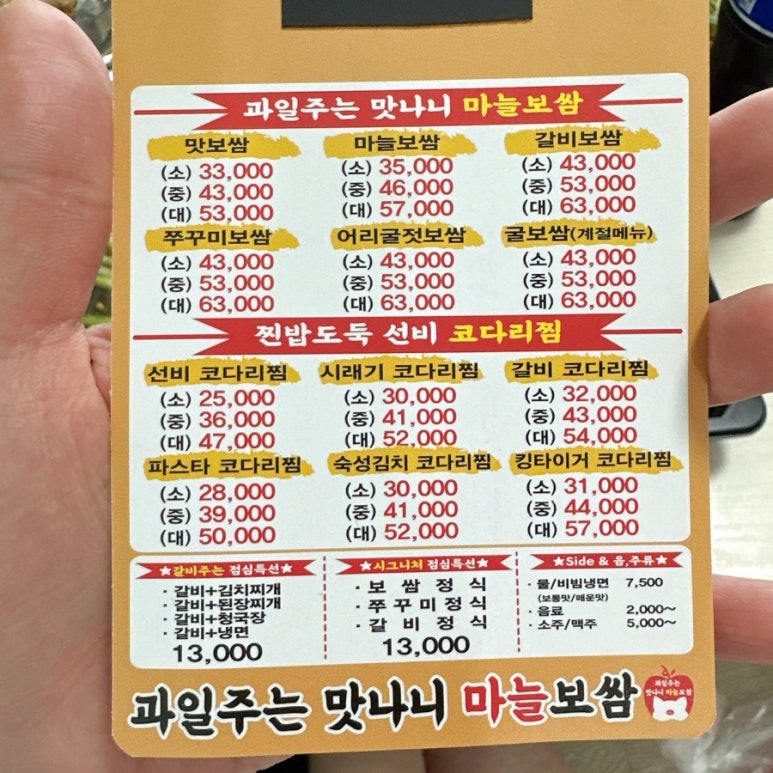 과일주는 맛나니 마늘보쌈
맛보쌈 마늘보쌈 갈비보쌈
(소) 33,000 (소) 35,000 (소) 43,000
(중) 43,000 (중) 46,000 (중) 53,000
(대) 53,000 (대) 57,000 (대) 63,000
쭈꾸미보쌈 어리굴젓보쌈 굴보쌈(계절메뉴)
(소) 43,000 (소) 43,000 (소) 43,000
(중) 53,000 (중) 53,000 (중) 53,000
(대) 63,000 (대) 63,000 (대) 63,000
찐밥도둑 선비 코다리찜
선비 코다리찜 시래기 코다리찜 갈비 코다리찜
(소) 25,000 (소) 30,000 (소) 32,000
(중) 36,000 (중) 41,000 (중) 43,000
(대) 47,000 (대) 52,000 (대) 54,000
파스타 코다리찜 숙성김치 코다리찜 킹타이거 코다리찜
(소) 28,000 (소) 30,000 (소) 31,000
(중) 39,000 (중) 41,000 (중) 44,000
(대) 50,000 (대) 52,000 (대) 57,000
★갈비주는 점심특선★
· 갈비+김치찌개
· 갈비+된장찌개
· 갈비+청국장
· 갈비+냉면
13,000
★시그니처 점심특선★
· 보쌈정식
· 쭈꾸미정식
· 갈비정식
13,000
★Side & 음,주류★
· 물/비빔냉면 7,500
(보통맛/매운맛)
· 음료 2,000~
· 소주/맥주 5,000~
과일주는 맛나니 마늘보쌈
과일주는
맛나니 마늘보쌈